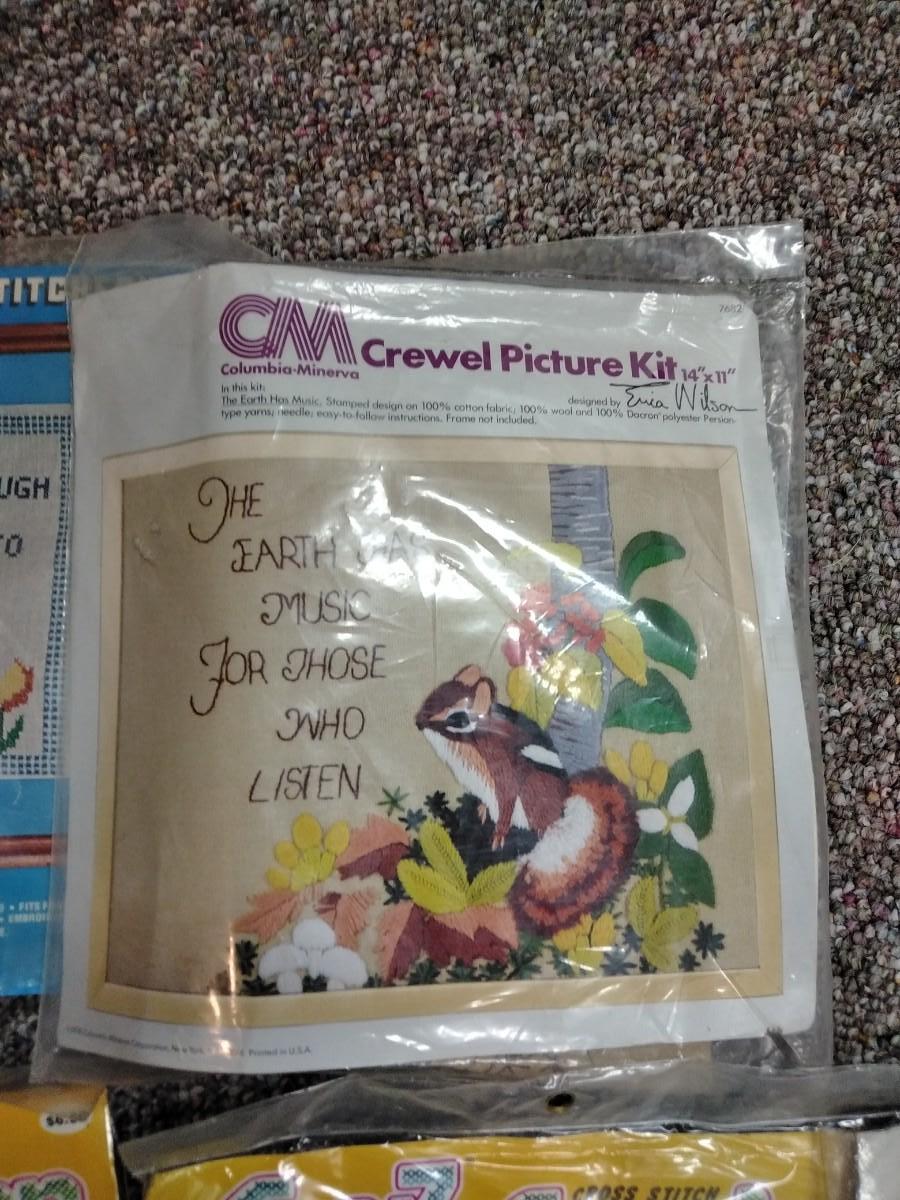 TITC
7682
CM
Columbia-Minerva
Crewel Picture Kit 14"x11"
In this kit:
designed by Erica Wilson
The Earth Has Music. Stamped design on 100% cotton fabric; 100% wool and 100% Dacron polyester Persian-
type yarns; needle; easy-to-follow instructions. Frame not included.
THE
EARTH HAS
MUSIC
FOR THOSE
WHO
LISTEN
UGH
TO
• FITS
• EMBROI
Printed in U.S.A.
CROSS STITCH